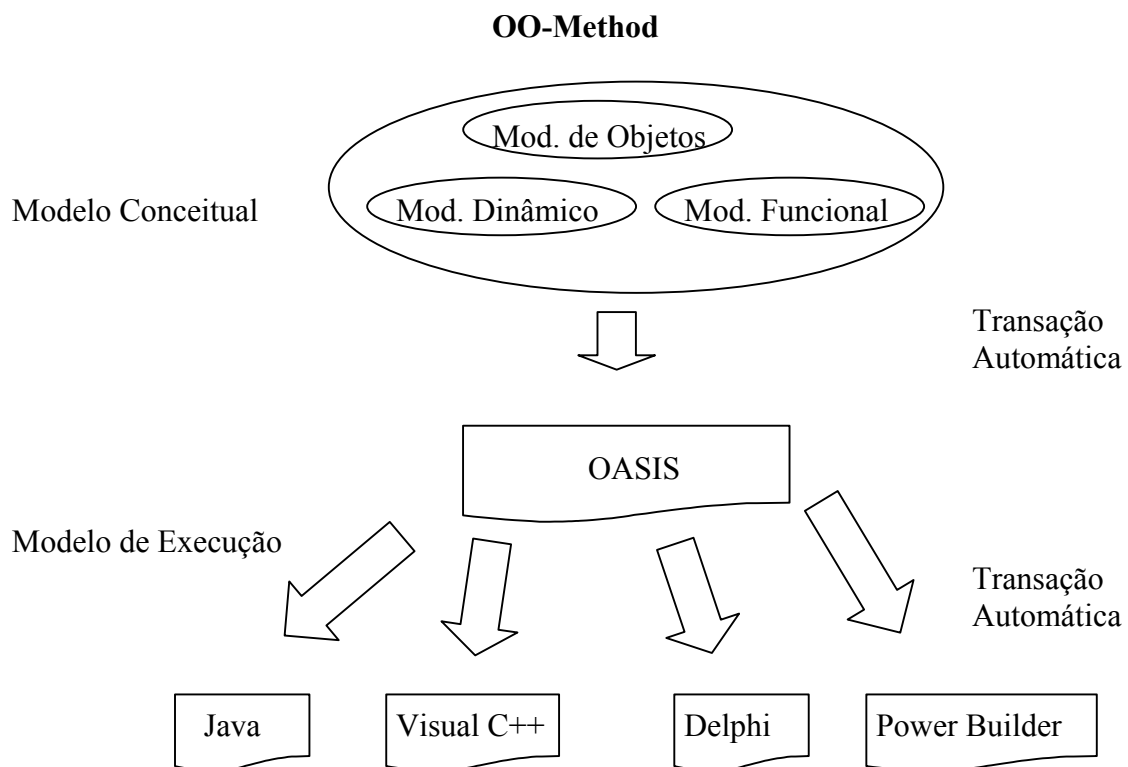 OO-Method
Mod. de Objetos
Modelo Conceitual
Mod. Dinâmico
Mod. Funcional
Transação
Automática
OASIS
Modelo de Execução
Transação
Automática
Java
Visual C++
Delphi
Power Builder